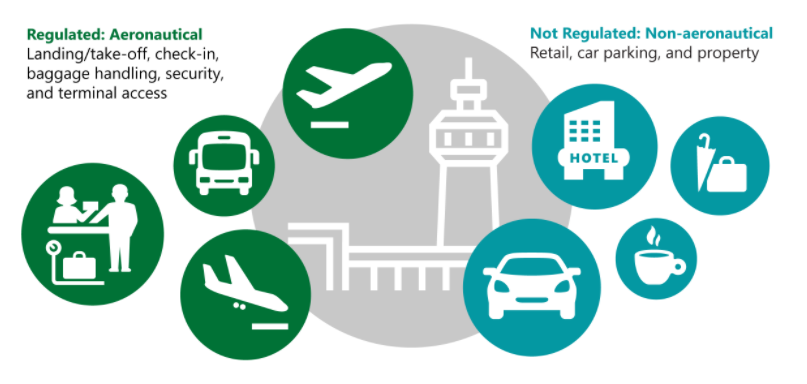 Regulated: Aeronautical
Landing/take-off, check-in,
baggage handling, security,
and terminal access
Not Regulated: Non-aeronautical
Retail, car parking, and property
HOTEL